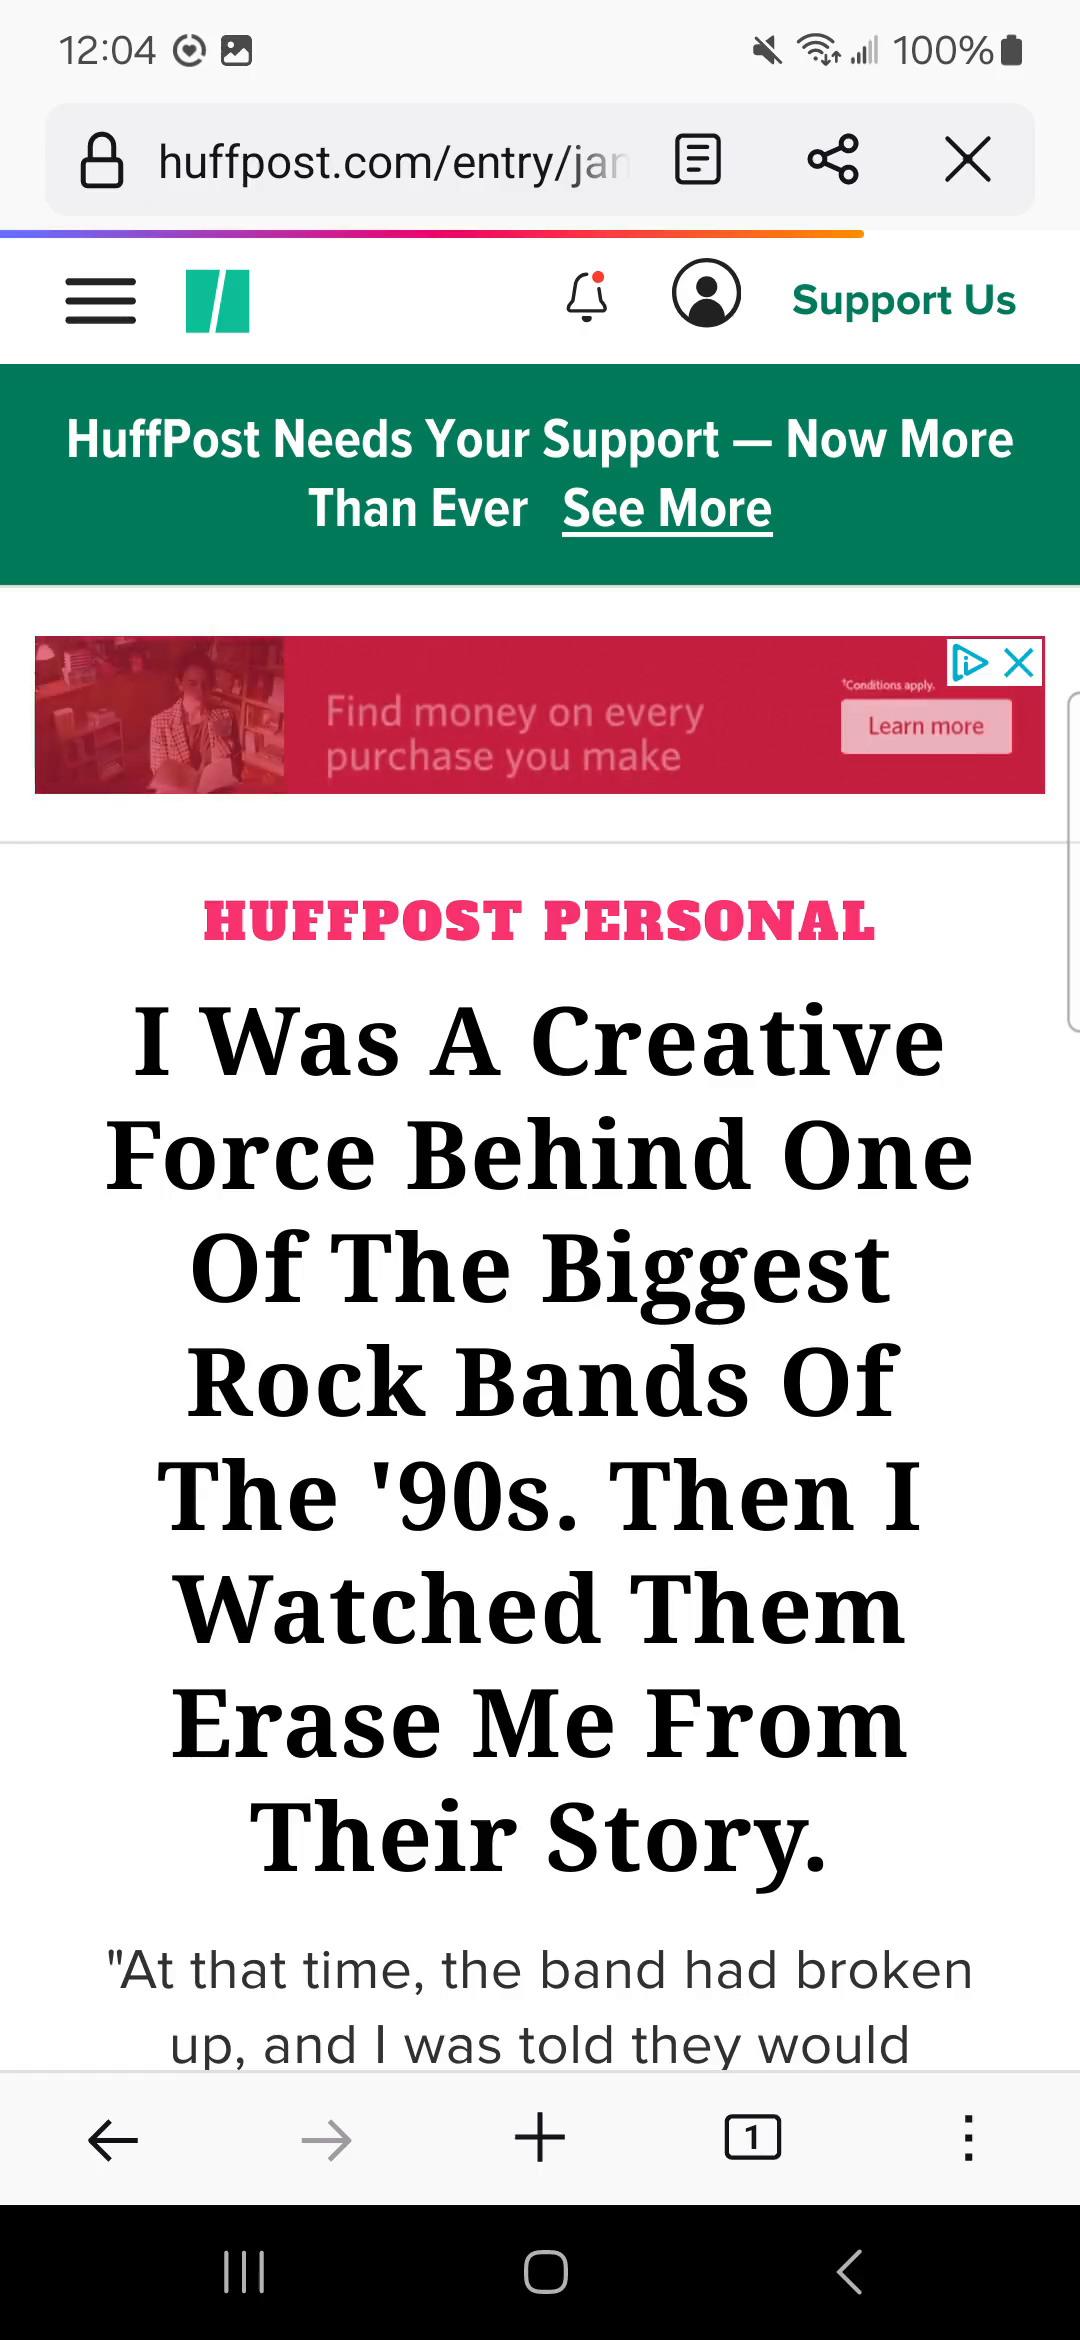 12:04
100%
huffpost.com/entry/jan
Support Us
HuffPost Needs Your Support — Now More
Than Ever See More
Find money on every
purchase you make
†Conditions apply.
Learn more
HUFFPOST PERSONAL
I Was A Creative
Force Behind One
Of The Biggest
Rock Bands Of
The '90s. Then I
Watched Them
Erase Me From
Their Story.
"At that time, the band had broken
up, and I was told they would
1